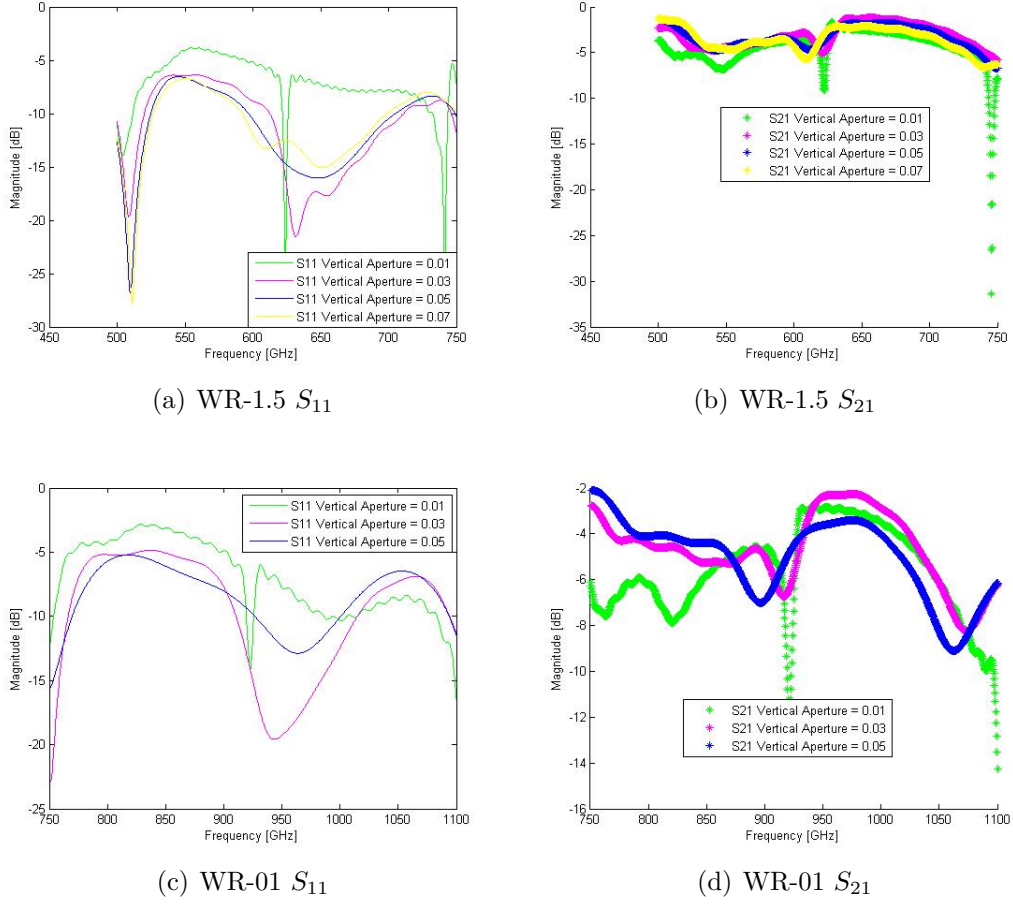 0
-5
-10
-15
-20
-25
-30
Magnitude [dB]
S11 Vertical Aperture = 0.01
S11 Vertical Aperture = 0.03
S11 Vertical Aperture = 0.05
S11 Vertical Aperture = 0.07
450 500 550 600 650 700 750
Frequency [GHz]
(a) WR-1.5 S11
0
-5
-10
-15
-20
-25
-30
-35
Magnitude [dB]
S21 Vertical Aperture = 0.01
S21 Vertical Aperture = 0.03
S21 Vertical Aperture = 0.05
S21 Vertical Aperture = 0.07
450 500 550 600 650 700 750
Frequency [GHz]
(b) WR-1.5 S21
0
-5
-10
-15
-20
-25
Magnitude [dB]
S11 Vertical Aperture = 0.01
S11 Vertical Aperture = 0.03
S11 Vertical Aperture = 0.05
750 800 850 900 950 1000 1050 1100
Frequency [GHz]
(c) WR-01 S11
-2
-4
-6
-8
-10
-12
-14
-16
Magnitude [dB]
S21 Vertical Aperture = 0.01
S21 Vertical Aperture = 0.03
S21 Vertical Aperture = 0.05
750 800 850 900 950 1000 1050 1100
Frequency [GHz]
(d) WR-01 S21